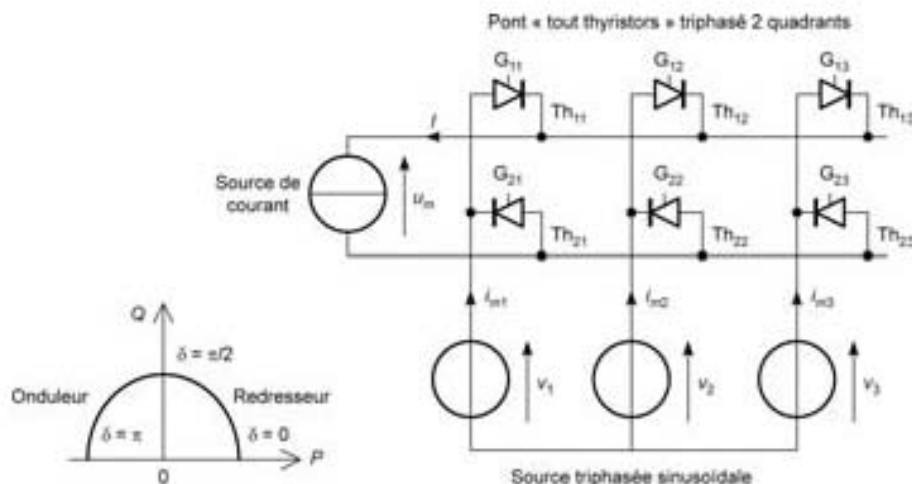 Pont « tout thyristors » triphasé 2 quadrants
G₁₁ G₁₂ G₁₃
Th₁₁ Th₁₂ Th₁₃
I
Source de
courant
uₘ
G₂₁ G₂₂ G₂₃
Th₂₁ Th₂₂ Th₂₃
iₘ₁ iₘ₂ iₘ₃
v₁ v₂ v₃
Source triphasée sinusoïdale
Q
δ = π/2
Onduleur Redresseur
δ = π δ = 0
0 P